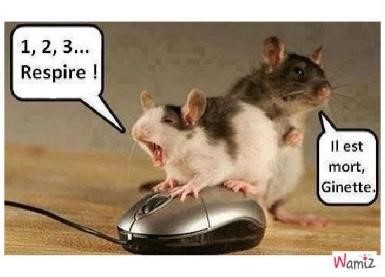 1, 2, 3...
Respire !
Il est
mort,
Ginette.
Wamiz